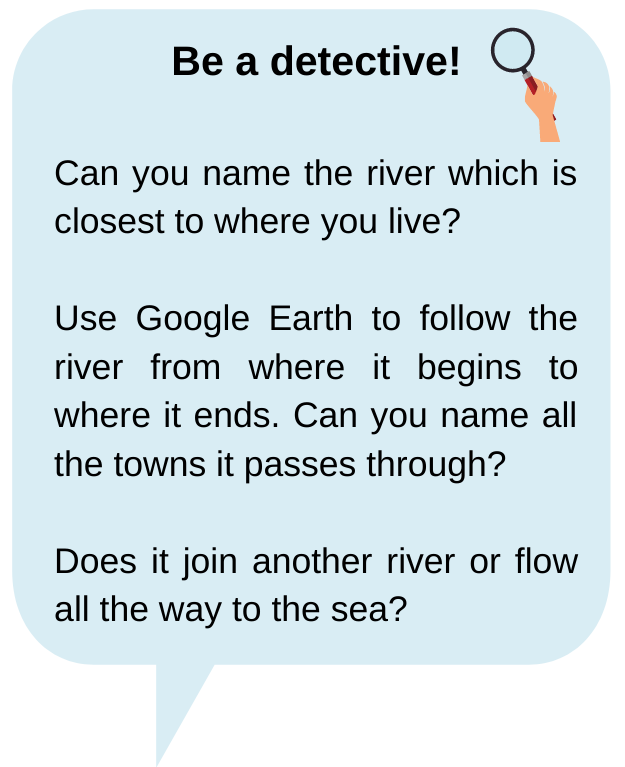 Be a detective!
Can you name the river which is
closest to where you live?
Use Google Earth to follow the
river from where it begins to
where it ends. Can you name all
the towns it passes through?
Does it join another river or flow
all the way to the sea?